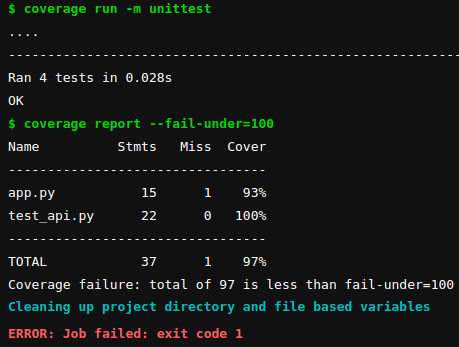 $ coverage run -m unittest
....
----------------------------------------------------------
Ran 4 tests in 0.028s
OK
$ coverage report --fail-under=100
Name          Stmts   Miss  Cover
---------------------------------
app.py           15      1    93%
test_api.py      22      0   100%
---------------------------------
TOTAL            37      1    97%
Coverage failure: total of 97 is less than fail-under=100
Cleaning up project directory and file based variables
ERROR: Job failed: exit code 1